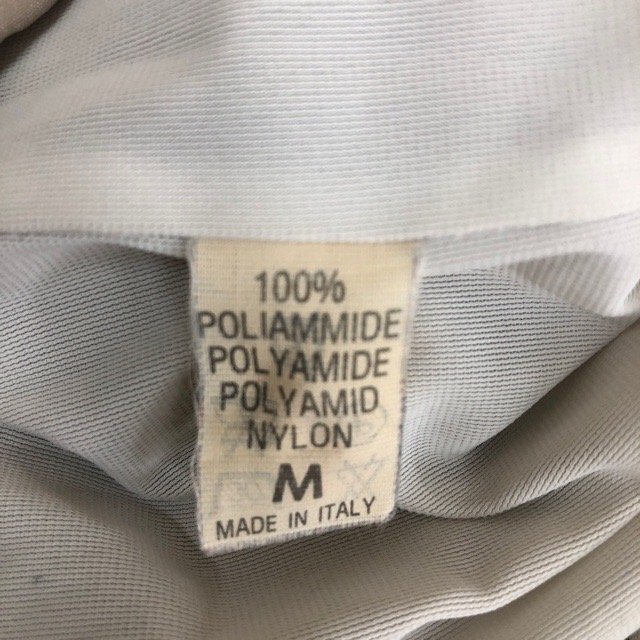 100%
POLIAMMIDE
POLYAMIDE
POLYAMID
NYLON
M
MADE IN ITALY